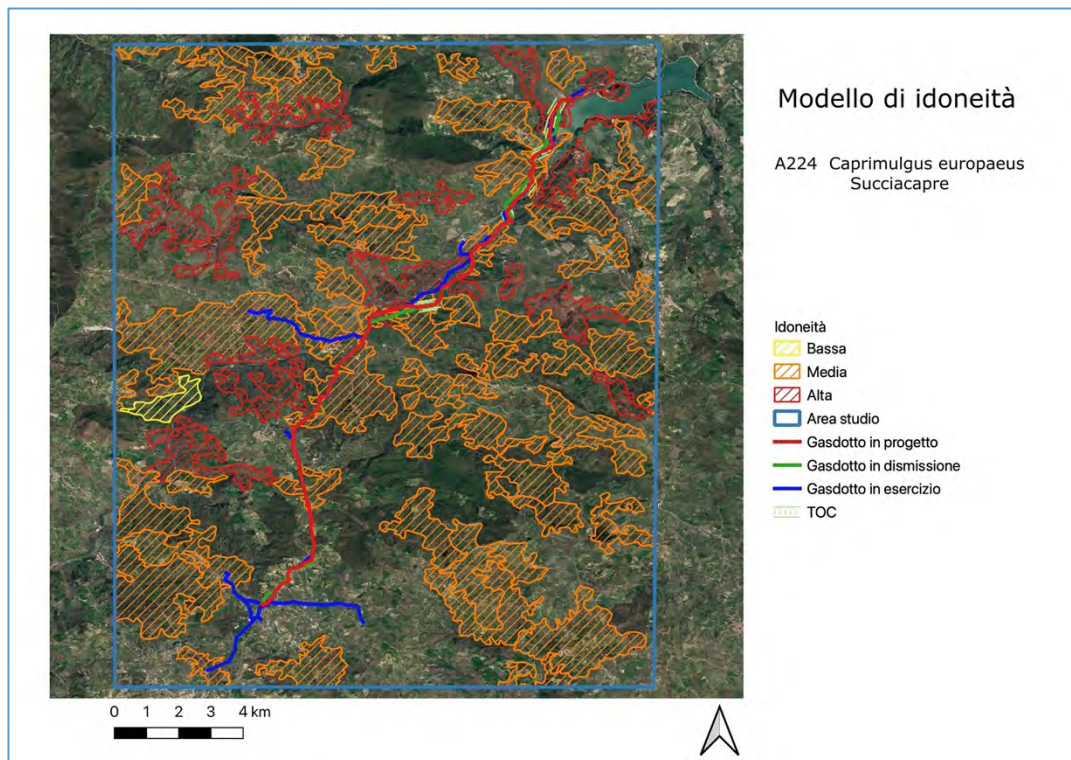 Modello di idoneità
A224 Caprimulgus europaeus
Succiacapre
Idoneità
Bassa
Media
Alta
Area studio
Gasdotto in progetto
Gasdotto in dismissione
Gasdotto in esercizio
TOC
0 1 2 3 4 km